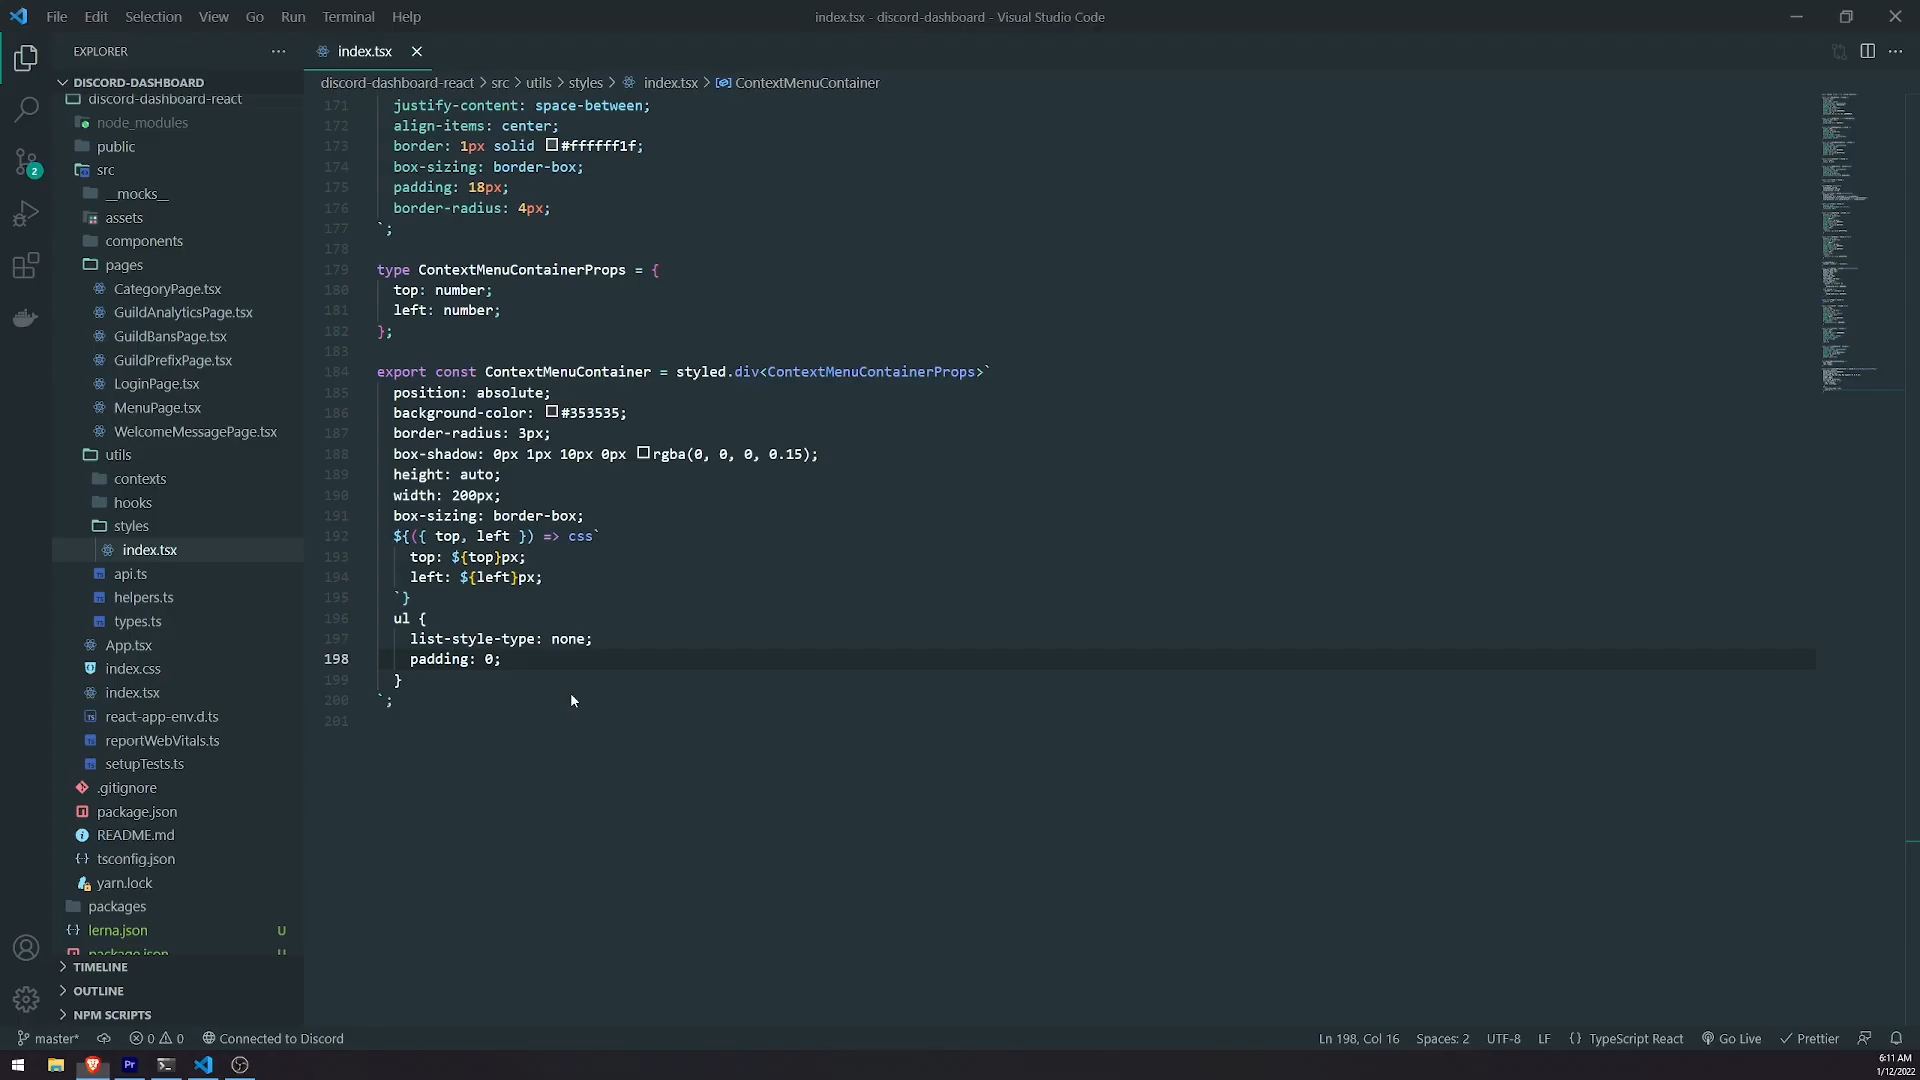 File Edit Selection View Go Run Terminal Help
index.tsx - discord-dashboard - Visual Studio Code
EXPLORER
index.tsx
DISCORD-DASHBOARD
discord-dashboard-react
node_modules
public
src
__mocks__
assets
components
pages
CategoryPage.tsx
GuildAnalyticsPage.tsx
GuildBansPage.tsx
GuildPrefixPage.tsx
LoginPage.tsx
MenuPage.tsx
WelcomeMessagePage.tsx
utils
contexts
hooks
styles
index.tsx
api.ts
helpers.ts
types.ts
App.tsx
index.css
index.tsx
react-app-env.d.ts
reportWebVitals.ts
setupTests.ts
.gitignore
package.json
README.md
tsconfig.json
yarn.lock
packages
lerna.json U
package.json U
TIMELINE
OUTLINE
NPM SCRIPTS
2
discord-dashboard-react > src > utils > styles > index.tsx > ContextMenuContainer
171 justify-content: space-between;
172 align-items: center;
173 border: 1px solid #ffffff1f;
174 box-sizing: border-box;
175 padding: 18px;
176 border-radius: 4px;
177 `;
178
179 type ContextMenuContainerProps = {
180 top: number;
181 left: number;
182 };
183
184 export const ContextMenuContainer = styled.div<ContextMenuContainerProps>`
185 position: absolute;
186 background-color: #353535;
187 border-radius: 3px;
188 box-shadow: 0px 1px 10px 0px rgba(0, 0, 0, 0.15);
189 height: auto;
190 width: 200px;
191 box-sizing: border-box;
192 ${({ top, left }) => css`
193 top: ${top}px;
194 left: ${left}px;
195 `}
196 ul {
197 list-style-type: none;
198 padding: 0;
199 }
200 `;
201
master* 0 0 Connected to Discord
Ln 198, Col 16 Spaces: 2 UTF-8 LF {} TypeScript React Go Live Prettier
Pr
6:11 AM
1/12/2022